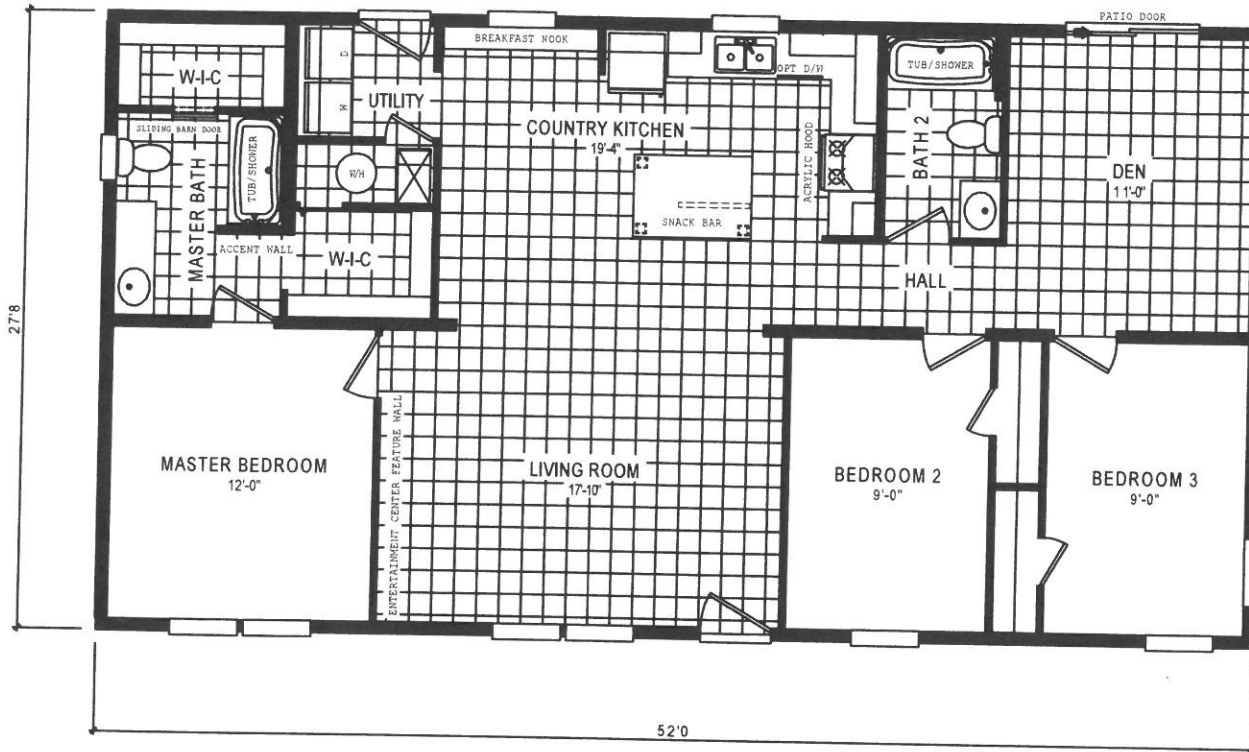 PATIO DOOR
BREAKFAST NOOK
W-I-C
D
W
UTILITY
OPT D/W
TUB/SHOWER
SLIDING BARN DOOR
TUB/SHOWER
MASTER BATH
W/H
COUNTRY KITCHEN
19'-4"
ACRYLIC HOOD
SNACK BAR
BATH 2
DEN
11'-0"
ACCENT WALL
W-I-C
HALL
27'8
MASTER BEDROOM
12'-0"
ENTERTAINMENT CENTER FEATURE WALL
LIVING ROOM
17'-10"
BEDROOM 2
9'-0"
BEDROOM 3
9'-0"
52'0